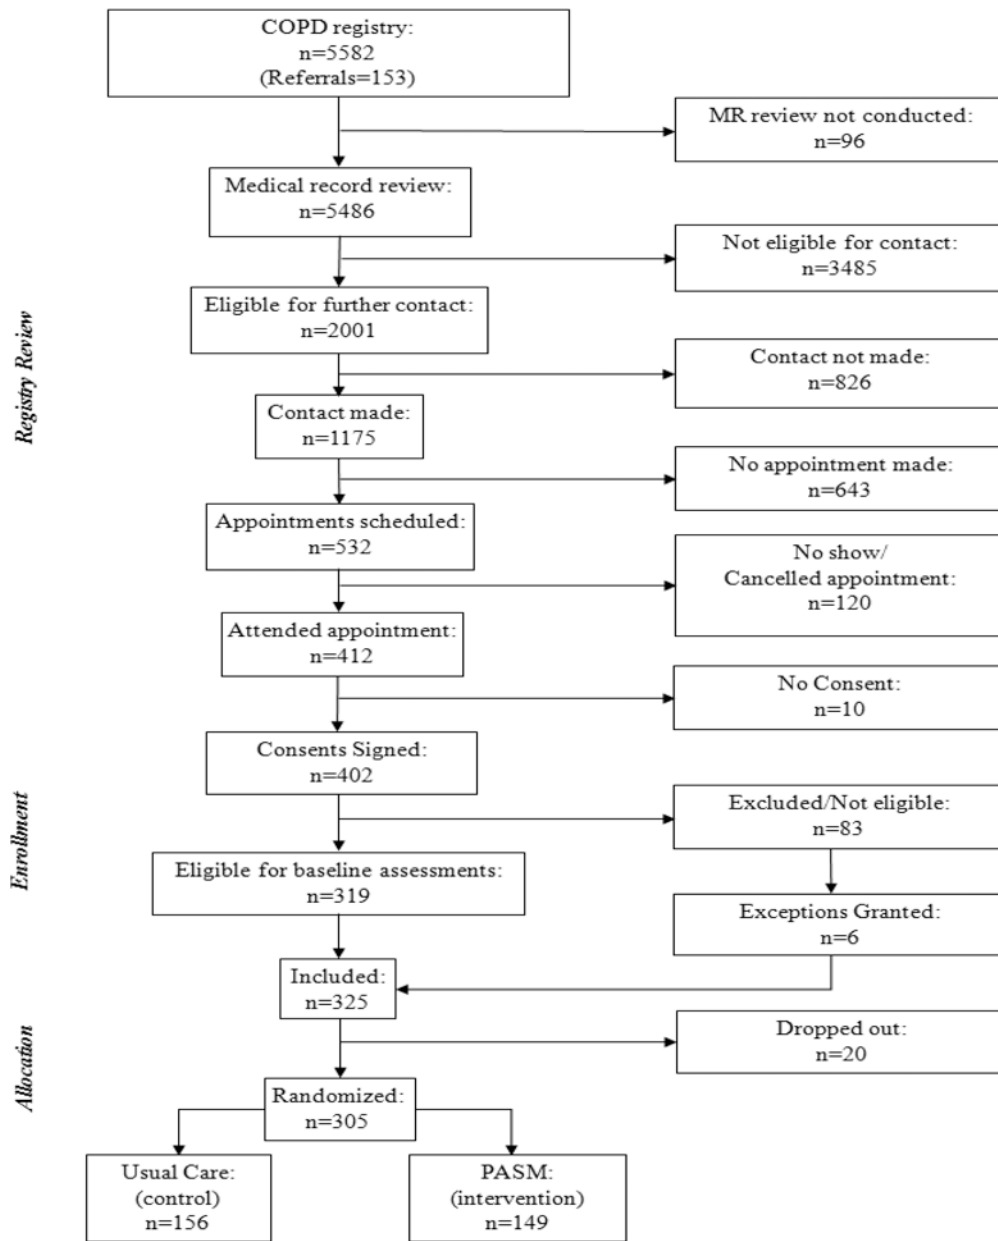 COPD registry:
n=5582
(Referrals=153)
MR review not conducted:
n=96
Medical record review:
n=5486
Not eligible for contact:
n=3485
Eligible for further contact:
n=2001
Registry Review
Contact not made:
n=826
Contact made:
n=1175
No appointment made:
n=643
Appointments scheduled:
n=532
No show/
Cancelled appointment:
n=120
Attended appointment:
n=412
No Consent:
n=10
Consents Signed:
n=402
Enrollment
Excluded/Not eligible:
n=83
Eligible for baseline assessments:
n=319
Exceptions Granted:
n=6
Included:
n=325
Allocation
Dropped out:
n=20
Randomized:
n=305
Usual Care:
(control)
n=156
PASM:
(intervention)
n=149